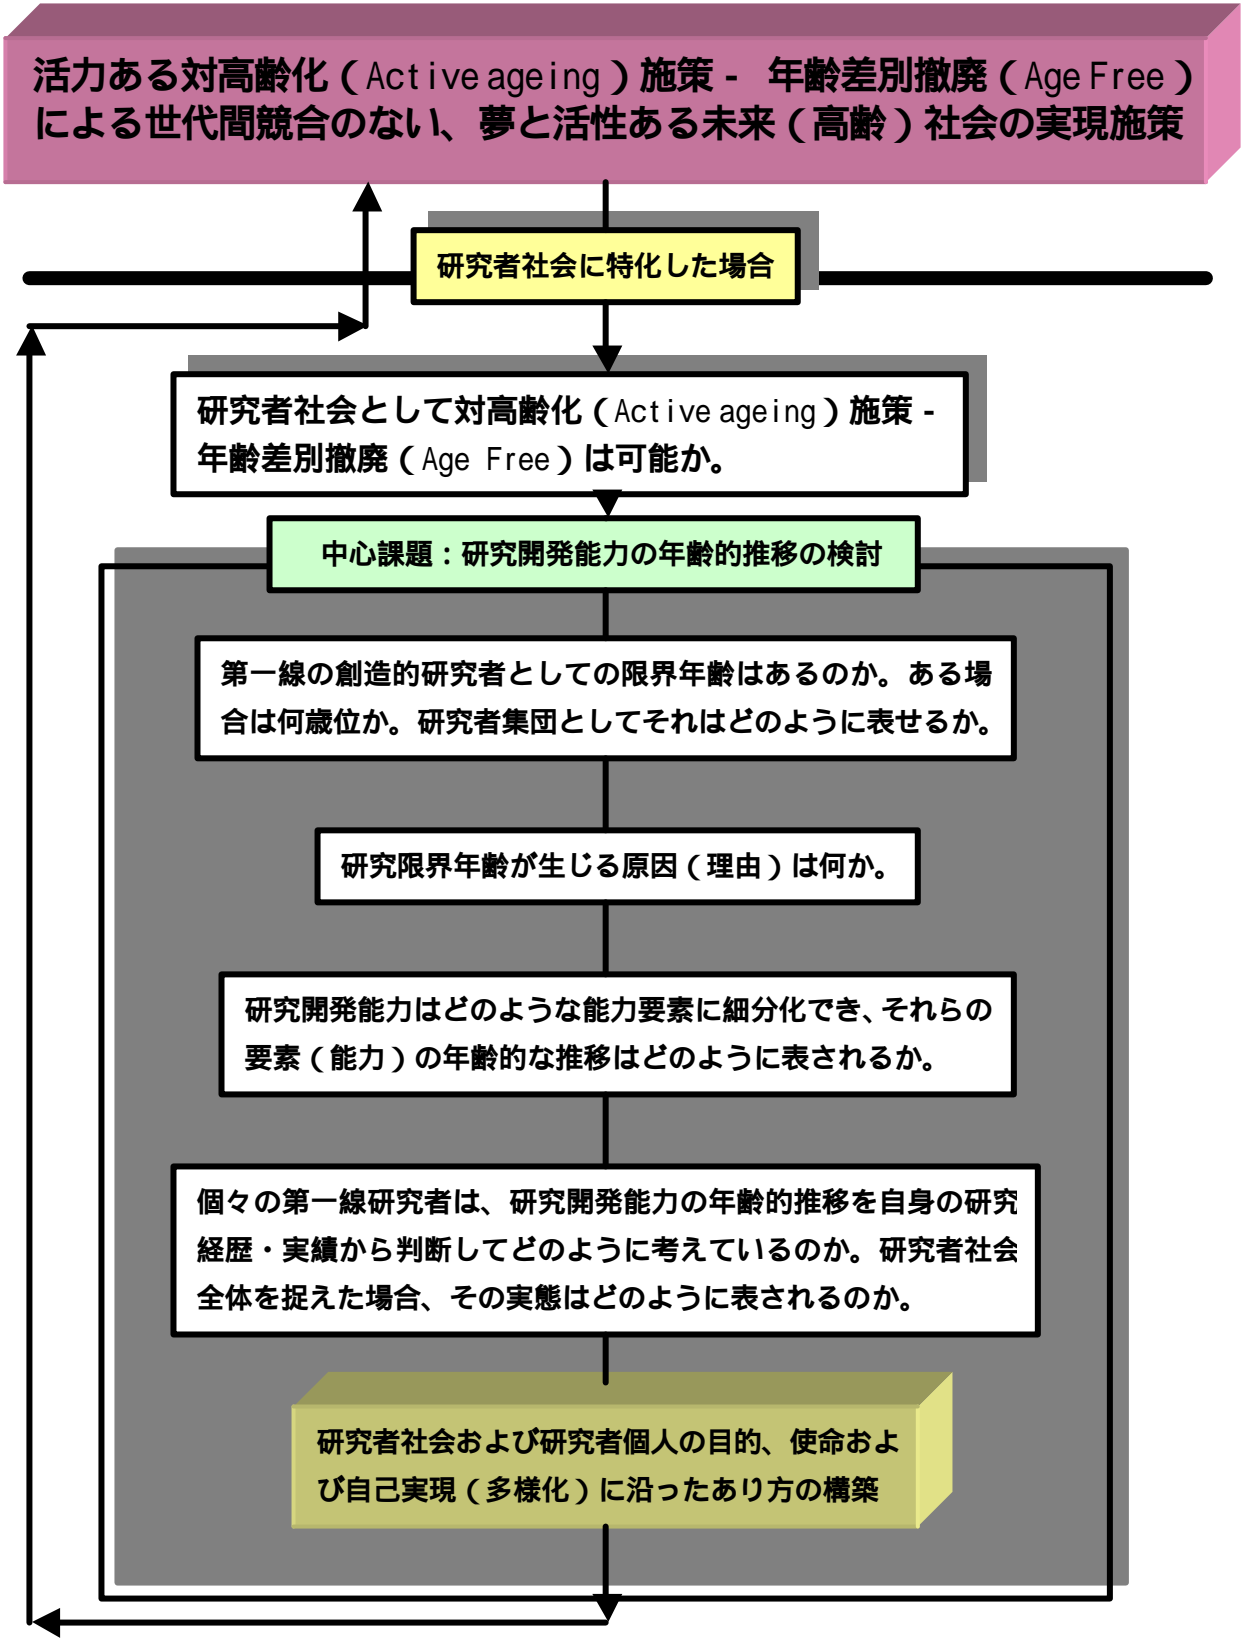 活力ある対高齢化（Active ageing）施策‐ 年齢差別撤廃（Age Free）
による世代間競合のない、夢と活性ある未来（高齢）社会の実現施策
研究者社会に特化した場合
研究者社会として対高齢化（Active ageing）施策‐
年齢差別撤廃（Age Free）は可能か。
中心課題：研究開発能力の年齢的推移の検討
第一線の創造的研究者としての限界年齢はあるのか。ある場
合は何歳位か。研究者集団としてそれはどのように表せるか。
研究限界年齢が生じる原因（理由）は何か。
研究開発能力はどのような能力要素に細分化でき、それらの
要素（能力）の年齢的な推移はどのように表されるか。
個々の第一線研究者は、研究開発能力の年齢的推移を自身の研究
経歴・実績から判断してどのように考えているのか。研究者社会
全体を捉えた場合、その実態はどのように表されるのか。
研究者社会および研究者個人の目的、使命およ
び自己実現（多様化）に沿ったあり方の構築